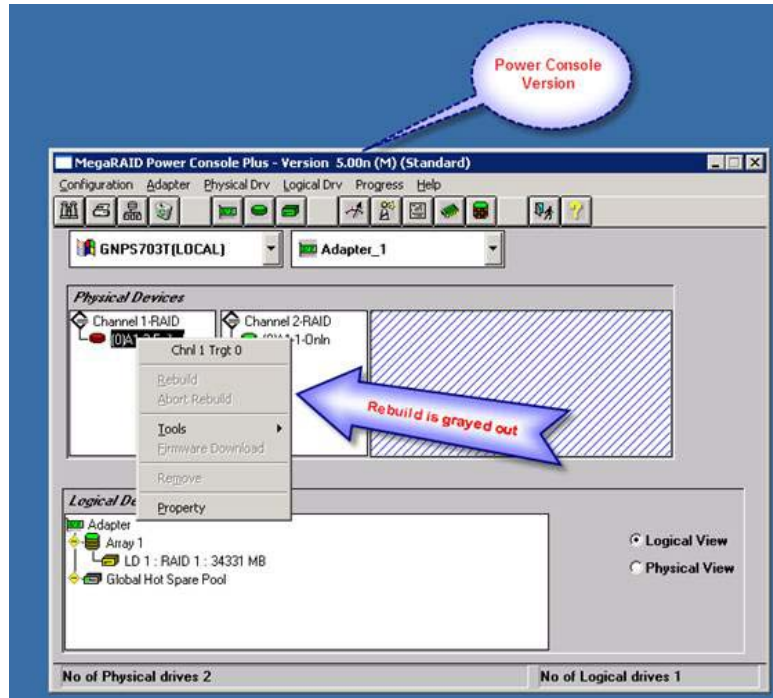 Power Console
Version
MegaRAID Power Console Plus - Version 5.00n (M) (Standard)
Configuration Adapter Physical Drv Logical Drv Progress Help
GNPS703T(LOCAL) Adapter_1
Physical Devices
Channel 1-RAID Channel 2-RAID
Chnl 1 Trgt 0
Rebuild
Abort Rebuild
Tools
Firmware Download
Remove
Property
Rebuild is grayed out
Logical De
Adapter
Array 1
LD 1 : RAID 1 : 34331 MB
Global Hot Spare Pool
Logical View
Physical View
No of Physical drives 2 No of Logical drives 1